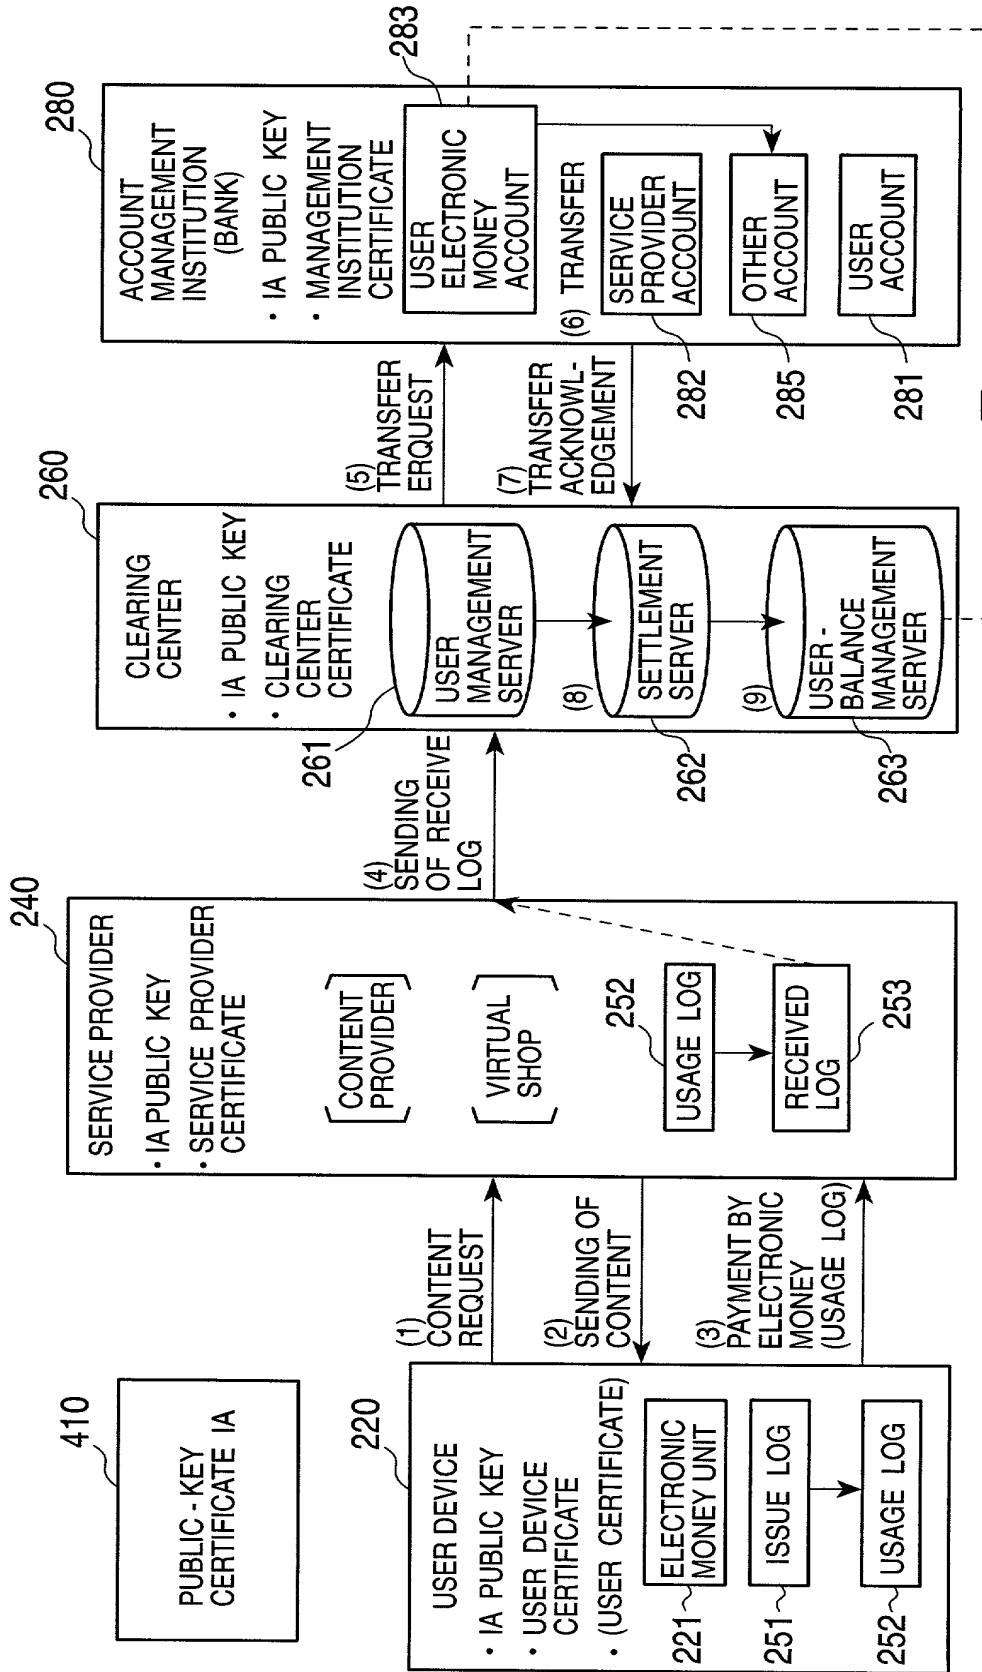 410
PUBLIC - KEY
CERTIFICATE IA
220
USER DEVICE
• IA PUBLIC KEY
• USER DEVICE
CERTIFICATE
• (USER CERTIFICATE)
ELECTRONIC
MONEY UNIT
221
ISSUE LOG
251
USAGE LOG
252
(1)
CONTENT
REQUEST
(2)
SENDING OF
CONTENT
(3)
PAYMENT BY
ELECTRONIC
MONEY
(USAGE LOG)
240
SERVICE PROVIDER
• IA PUBLIC KEY
• SERVICE PROVIDER
CERTIFICATE
CONTENT
PROVIDER
VIRTUAL
SHOP
252
USAGE LOG
RECEIVED
LOG
253
(4)
SENDING
OF RECEIVE
LOG
260
CLEARING
CENTER
• IA PUBLIC KEY
• CLEARING
CENTER
CERTIFICATE
261
USER
MANAGEMENT
SERVER
(8)
SETTLEMENT
SERVER
262
(9)
USER -
BALANCE
MANAGEMENT
SERVER
263
(5)
TRANSFER
ERQUEST
(7)
TRANSFER
ACKNOWL-
EDGEMENT
280
ACCOUNT
MANAGEMENT
INSTITUTION
(BANK)
• IA PUBLIC KEY
• MANAGEMENT
INSTITUTION
CERTIFICATE
283
USER
ELECTRONIC
MONEY
ACCOUNT
(6) TRANSFER
SERVICE
PROVIDER
ACCOUNT
282
OTHER
ACCOUNT
285
USER
ACCOUNT
281